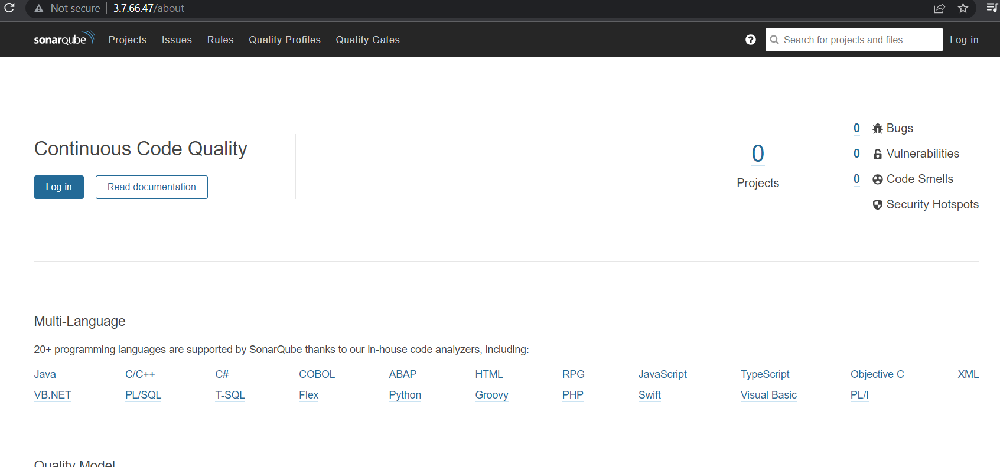 Not secure | 3.7.66.47/about
sonarqube Projects Issues Rules Quality Profiles Quality Gates ? Search for projects and files... Log in
Continuous Code Quality
Log in Read documentation
0
Projects
0 Bugs
0 Vulnerabilities
0 Code Smells
Security Hotspots
Multi-Language
20+ programming languages are supported by SonarQube thanks to our in-house code analyzers, including:
Java C/C++ C# COBOL ABAP HTML RPG JavaScript TypeScript Objective C XML
VB.NET PL/SQL T-SQL Flex Python Groovy PHP Swift Visual Basic PL/I
Quality Model